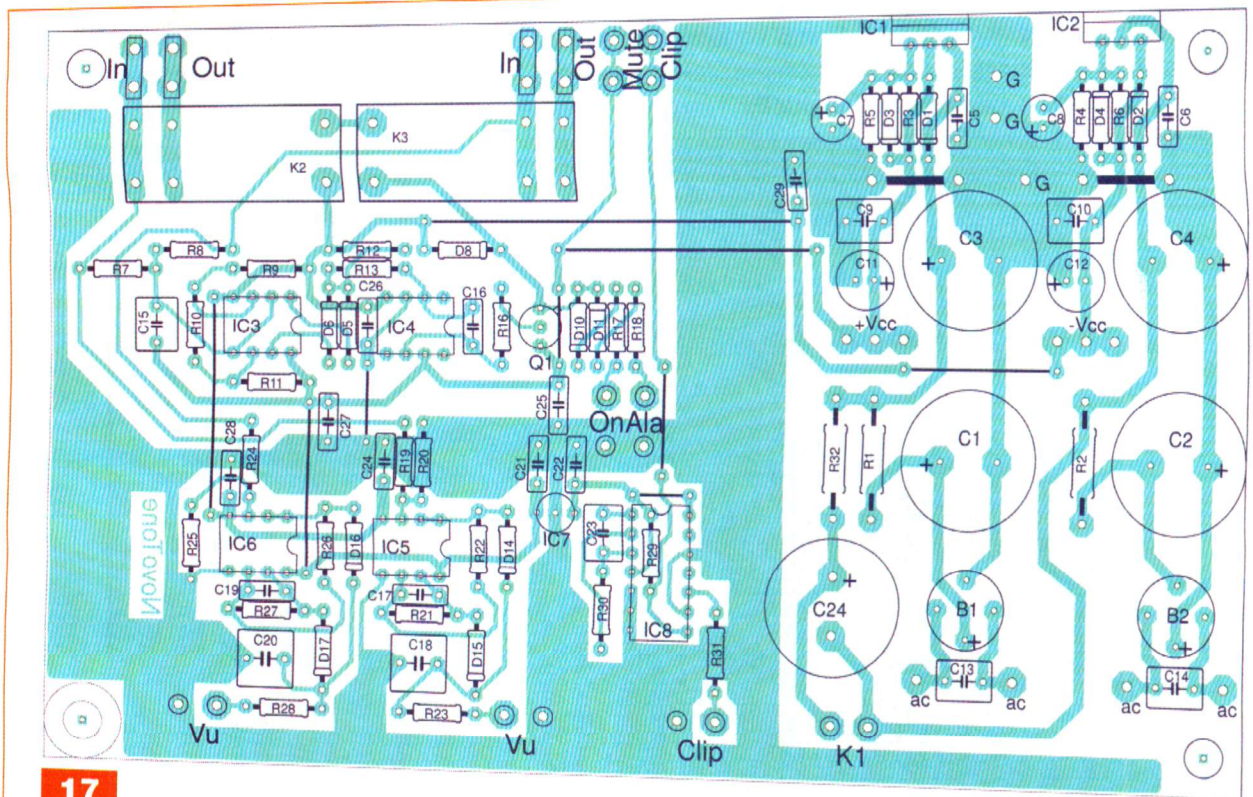 IC1
IC2
In
Out
In
Out
Mute
Clip
G
C7
R5
D3
R3
D1
C5
G
C8
R4
D4
R6
D2
C6
K2
K3
C29
G
C9
C3
C10
C4
R8
R12
D8
R7
R9
R13
C11
C12
C26
C15
R10
IC3
D6
D5
IC4
C16
R16
Q1
D10
D11
R17
R18
+Vcc
-Vcc
R11
C27
C25
OnAla
C28
R24
C24
R19
R20
C21
C22
R32
R1
C1
R2
C2
NovoTone
R25
IC6
R26
D16
IC5
R22
D14
IC7
C23
R29
C19
R27
C17
R21
R30
IC8
C24
B1
B2
C20
D17
C18
D15
R31
C13
C14
R28
R23
ac
ac
ac
ac
Vu
Vu
Clip
K1
17